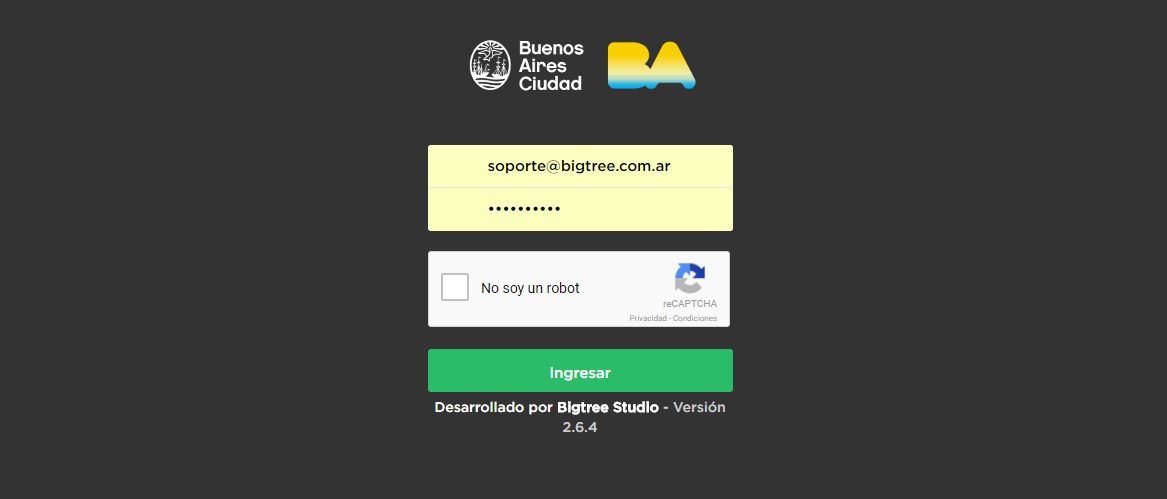 Buenos
Aires
Ciudad
BA
soporte@bigtree.com.ar
••••••••••
No soy un robot
reCAPTCHA
Privacidad - Condiciones
Ingresar
Desarrollado por Bigtree Studio - Versión
2.6.4